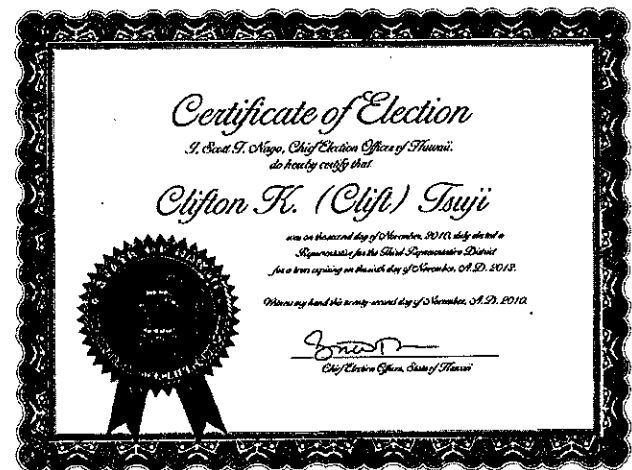 Certificate of Election
I, Scott T. Nago, Chief Election Officer of Hawaii.
do hereby certify that
Clifton K. (Clift) Tsuji
was on the second day of November, 2010, duly elected a
Representative for the Third Representative District
for a term expiring on the sixth day of November, A.D. 2012.
Witness my hand this twenty-second day of November, A.D. 2010.
Chief Election Officer, State of Hawaii